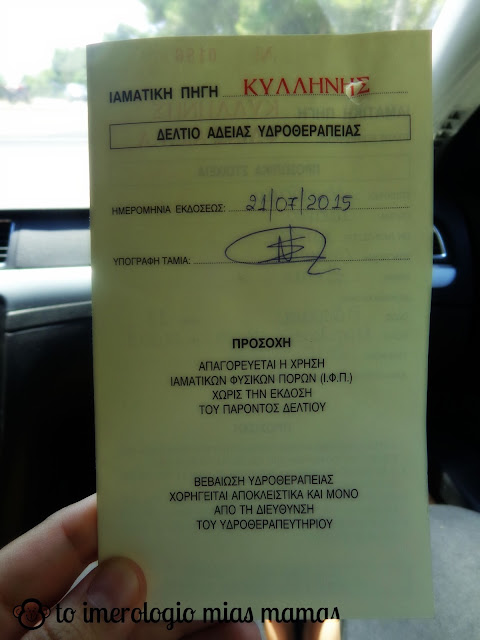 ΙΑΜΑΤΙΚΗ ΠΗΓΗ ΚΥΛΛΗΝΗΣ
ΔΕΛΤΙΟ ΑΔΕΙΑΣ ΥΔΡΟΘΕΡΑΠΕΙΑΣ
ΗΜΕΡΟΜΗΝΙΑ ΕΚΔΟΣΕΩΣ: 21/07/2015
ΥΠΟΓΡΑΦΗ ΤΑΜΙΑ:
ΠΡΟΣΟΧΗ
ΑΠΑΓΟΡΕΥΕΤΑΙ Η ΧΡΗΣΗ
ΙΑΜΑΤΙΚΩΝ ΦΥΣΙΚΩΝ ΠΟΡΩΝ (Ι.Φ.Π.)
ΧΩΡΙΣ ΤΗΝ ΕΚΔΟΣΗ
ΤΟΥ ΠΑΡΟΝΤΟΣ ΔΕΛΤΙΟΥ
ΒΕΒΑΙΩΣΗ ΥΔΡΟΘΕΡΑΠΕΙΑΣ
ΧΟΡΗΓΕΙΤΑΙ ΑΠΟΚΛΕΙΣΤΙΚΑ ΚΑΙ ΜΟΝΟ
ΑΠΟ ΤΗ ΔΙΕΥΘΥΝΣΗ
ΤΟΥ ΥΔΡΟΘΕΡΑΠΕΥΤΗΡΙΟΥ
to imerologio mias mamas